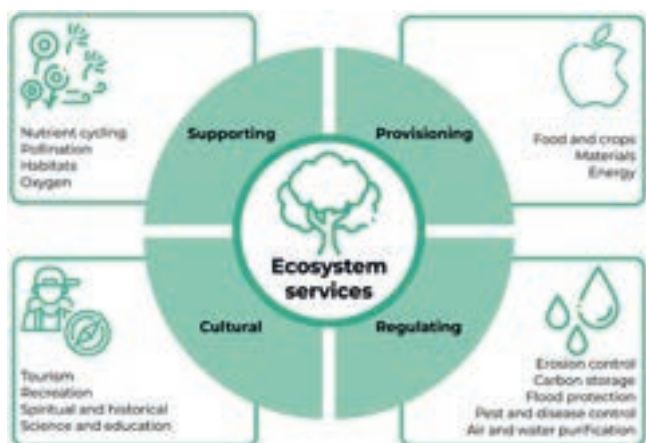 Nutrient cycling
Pollination
Habitats
Oxygen
Supporting
Provisioning
Food and crops
Materials
Energy
Ecosystem
services
Cultural
Regulating
Tourism
Recreation
Spiritual and historical
Science and education
Erosion control
Carbon storage
Flood protection
Pest and disease control
Air and water purification